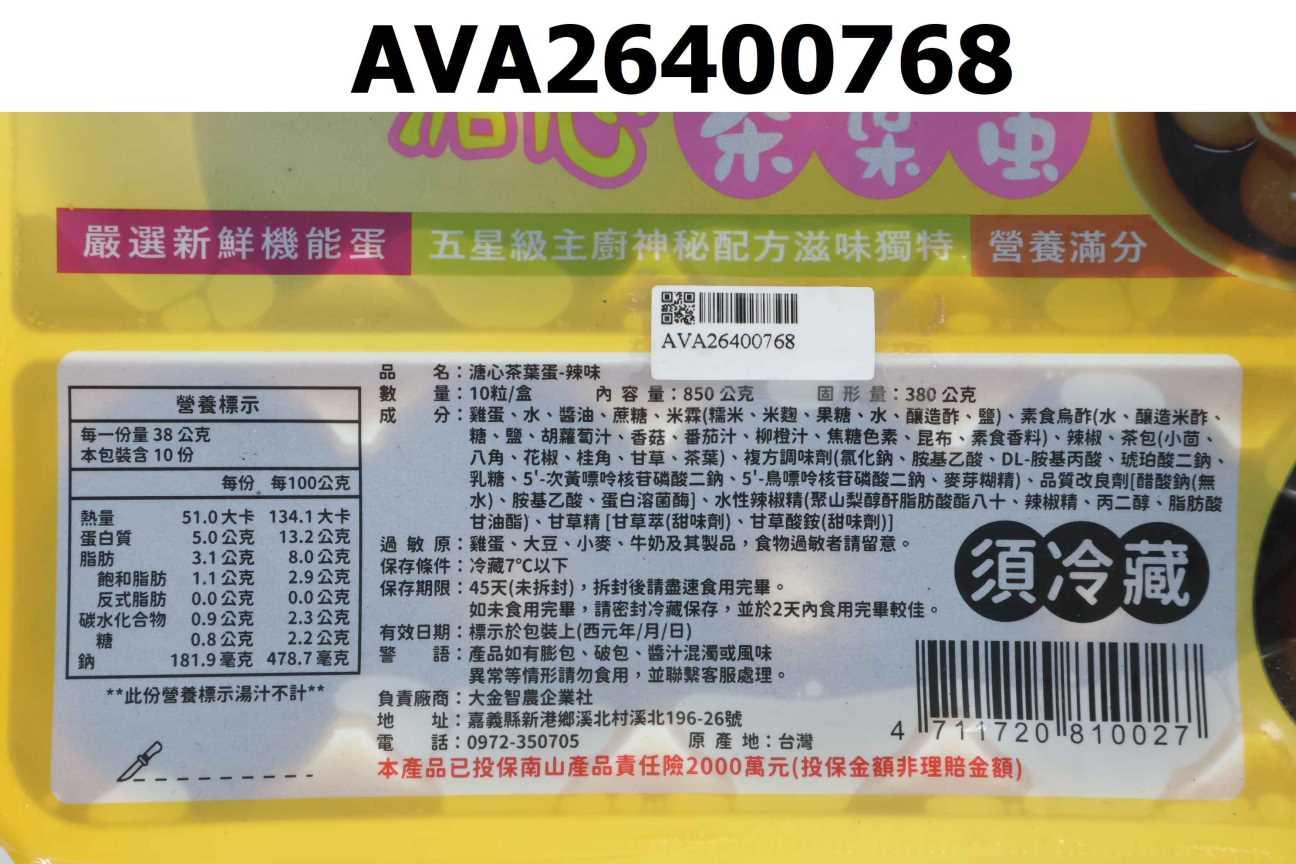 AVA26400768
溏心 茶葉蛋
嚴選新鮮機能蛋 五星級主廚神秘配方滋味獨特 營養滿分
AVA26400768
營養標示
每一份量 38 公克
本包裝含 10 份
每份 每100公克
熱量 51.0 大卡 134.1 大卡
蛋白質 5.0 公克 13.2 公克
脂肪 3.1 公克 8.0 公克
飽和脂肪 1.1 公克 2.9 公克
反式脂肪 0.0 公克 0.0 公克
碳水化合物 0.9 公克 2.3 公克
糖 0.8 公克 2.2 公克
鈉 181.9 毫克 478.7 毫克
**此份營養標示湯汁不計**
品名：溏心茶葉蛋-辣味
數量：10粒/盒 內容量：850 公克 固形量：380 公克
成分：雞蛋、水、醬油、蔗糖、米霖(糯米、米麴、果糖、水、釀造酢、鹽)、素食烏酢(水、釀造米酢、
糖、鹽、胡蘿蔔汁、香菇、番茄汁、柳橙汁、焦糖色素、昆布、素食香料)、辣椒、茶包(小茴、
八角、花椒、桂角、甘草、茶葉)、複方調味劑(氯化鈉、胺基乙酸、DL-胺基丙酸、琥珀酸二鈉、
乳糖、5'-次黃嘌呤核苷磷酸二鈉、5'-鳥嘌呤核苷磷酸二鈉、麥芽糊精)、品質改良劑[醋酸鈉(無
水)、胺基乙酸、蛋白溶菌酶]、水性辣椒精(聚山梨醇酐脂肪酸酯八十、辣椒精、丙二醇、脂肪酸
甘油酯)、甘草精 [甘草萃(甜味劑)、甘草酸銨(甜味劑)]
過敏原：雞蛋、大豆、小麥、牛奶及其製品，食物過敏者請留意。
保存條件：冷藏7℃以下
保存期限：45天(未拆封)，拆封後請盡速食用完畢。
如未食用完畢，請密封冷藏保存，並於2天內食用完畢較佳。
有效日期：標示於包裝上(西元年/月/日)
警語：產品如有膨包、破包、醬汁混濁或風味
異常等情形請勿食用，並聯繫客服處理。
負責廠商：大金智農企業社
地址：嘉義縣新港鄉溪北村溪北196-26號
電話：0972-350705 原產地：台灣
本產品已投保南山產品責任險2000萬元(投保金額非理賠金額)
須冷藏
4 711720 810027